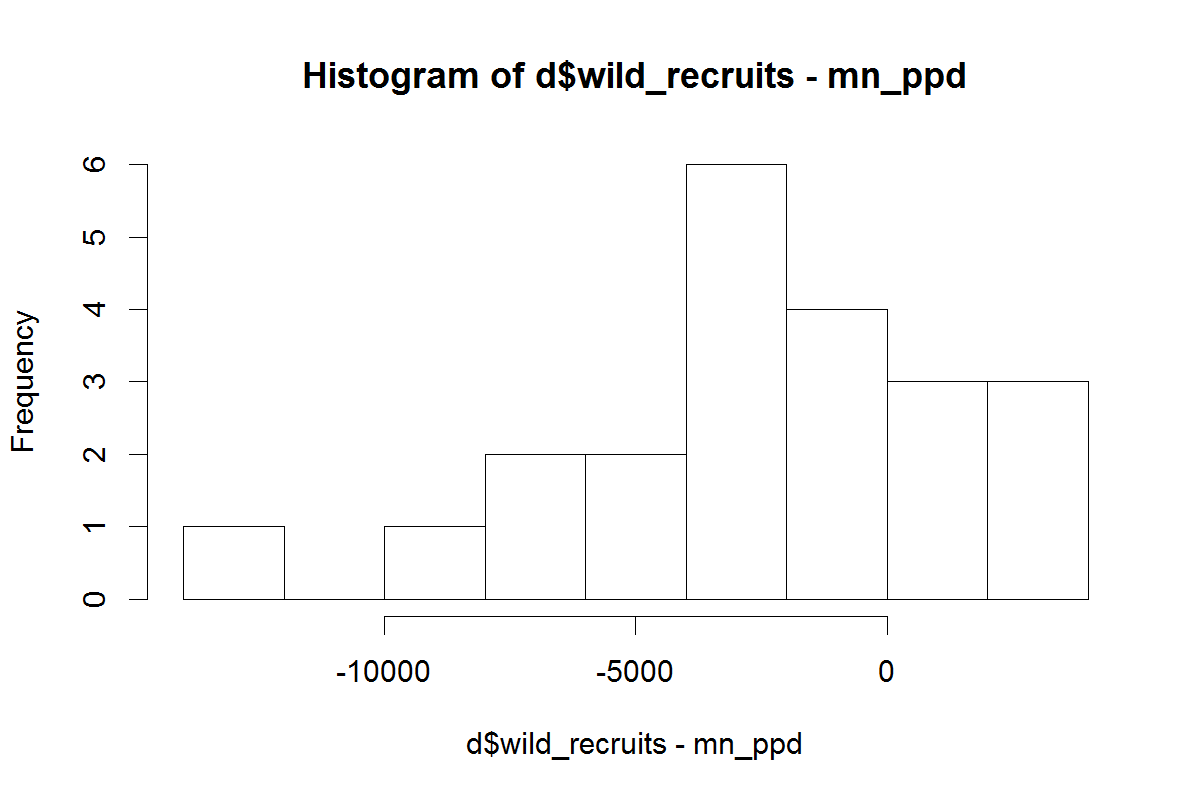 Histogram of d$wild_recruits - mn_ppd
Frequency
6
5
4
3
2
1
0
-10000 -5000 0
d$wild_recruits - mn_ppd